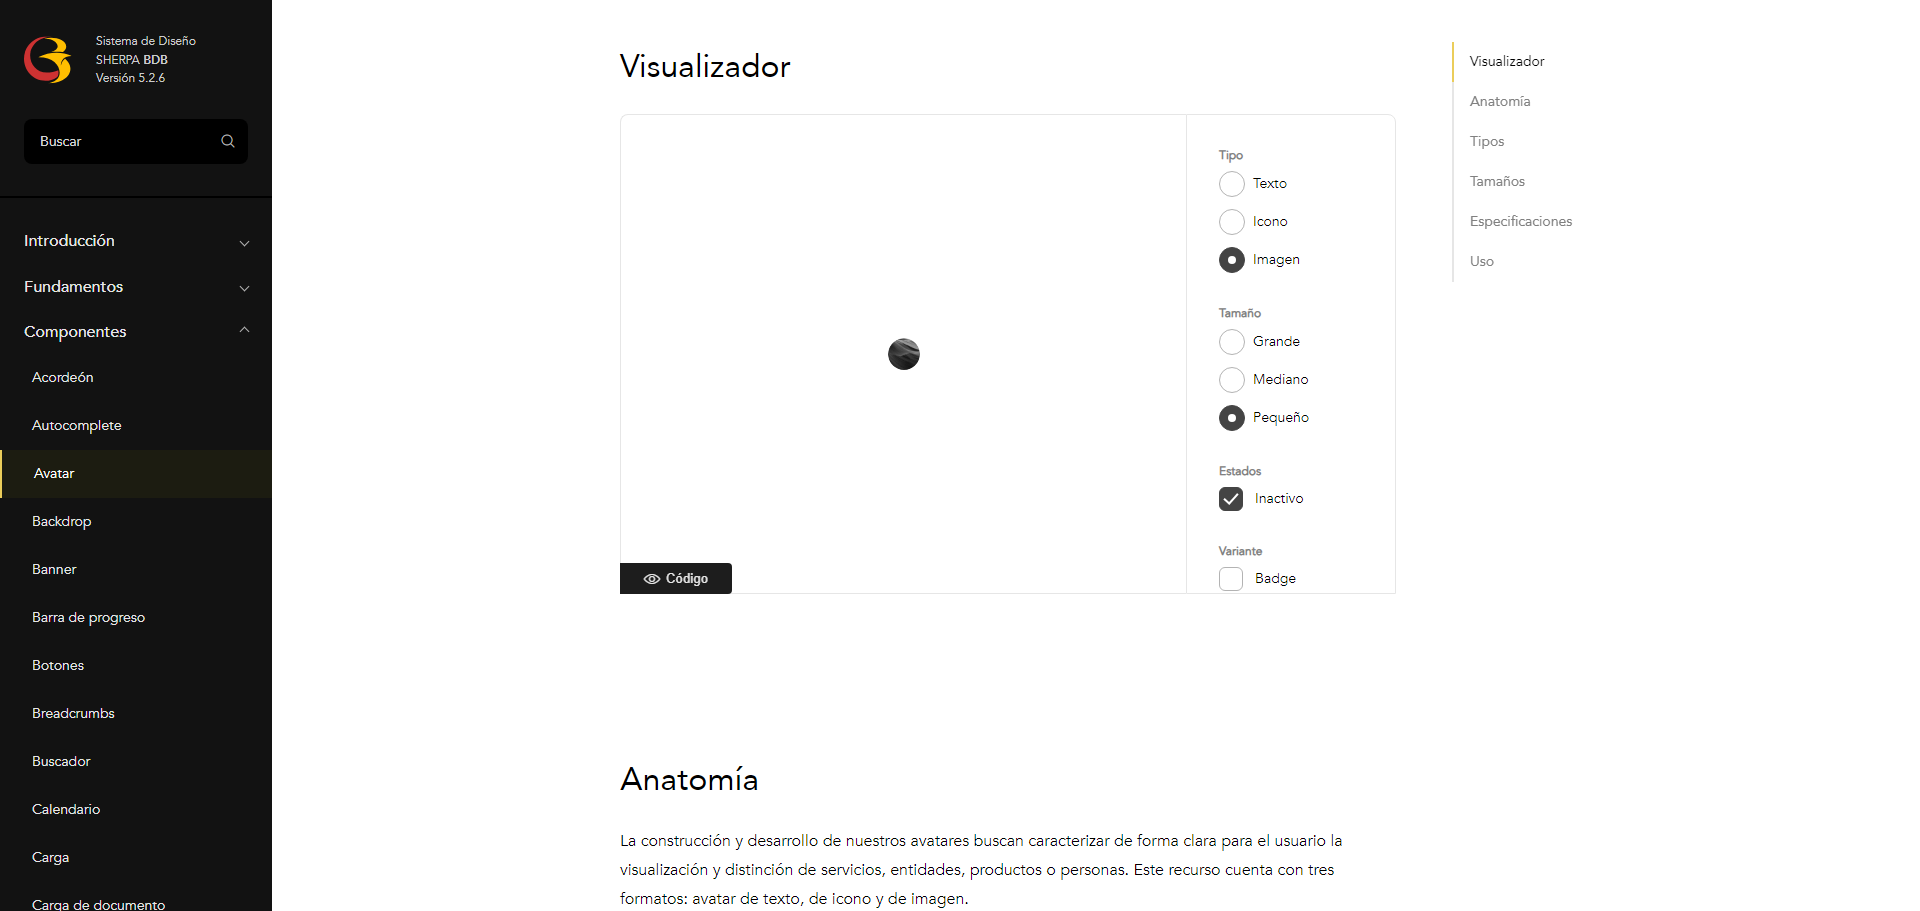 Sistema de Diseño
SHERPA BDB
Versión 5.2.6
Buscar
Introducción
Fundamentos
Componentes
Acordeón
Autocomplete
Avatar
Backdrop
Banner
Barra de progreso
Botones
Breadcrumbs
Buscador
Calendario
Carga
Carga de documento
Visualizador
Tipo
Texto
Icono
Imagen
Tamaño
Grande
Mediano
Pequeño
Estados
Inactivo
Variante
Badge
Código
Anatomía
La construcción y desarrollo de nuestros avatares buscan caracterizar de forma clara para el usuario la
visualización y distinción de servicios, entidades, productos o personas. Este recurso cuenta con tres
formatos: avatar de texto, de icono y de imagen.
Visualizador
Anatomía
Tipos
Tamaños
Especificaciones
Uso